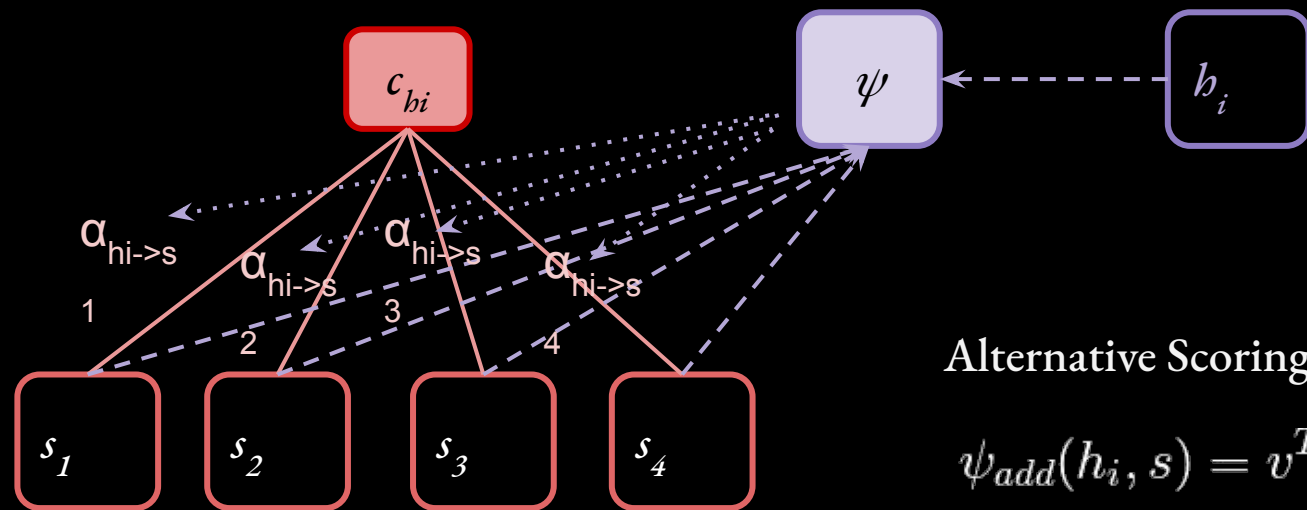 c_hi
ψ
h_i
α_hi->s
1
α_hi->s
2
α_hi->s
3
α_hi->s
4
s_1
s_2
s_3
s_4
Alternative Scoring
ψ_add(h_i, s) = v^T